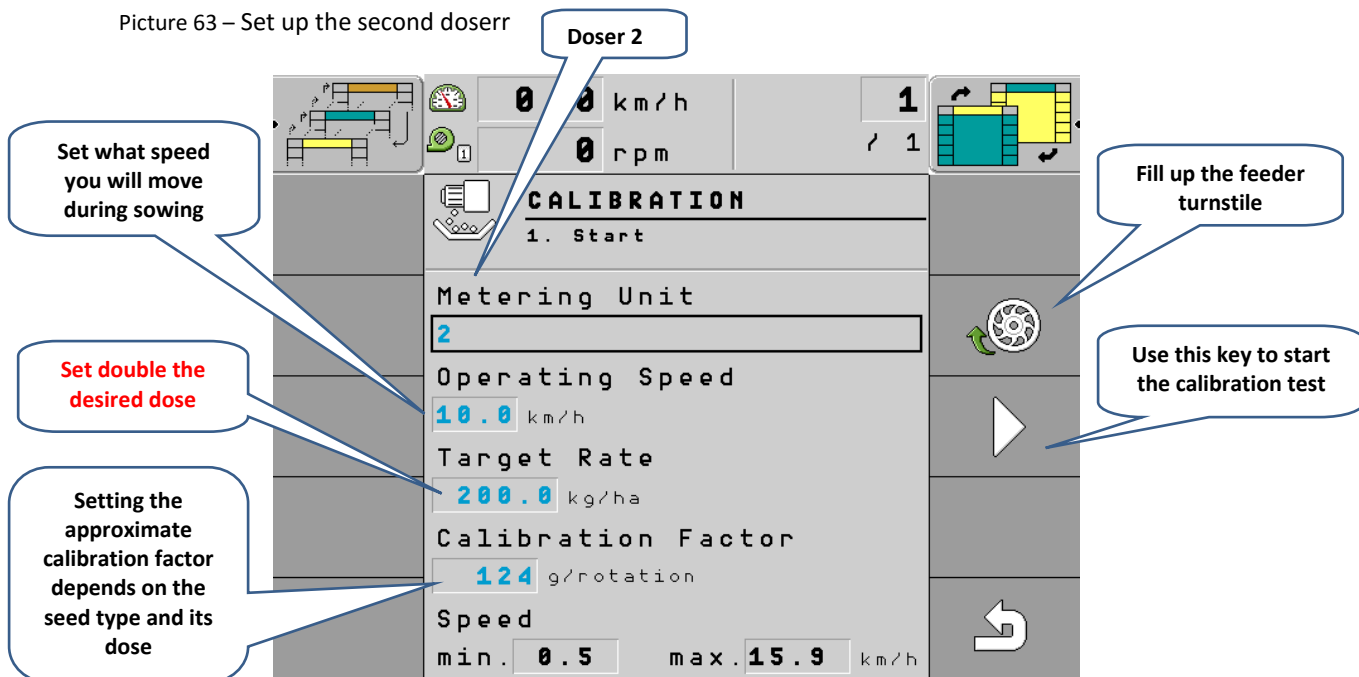 Picture 63 – Set up the second doserr
Doser 2
0 0 km/h
1
1
0 rpm
/ 1
Set what speed
you will move
during sowing
CALIBRATION
1. Start
Fill up the feeder
turnstile
Metering Unit
2
Set double the
desired dose
Operating Speed
10.0 km/h
Use this key to start
the calibration test
Target Rate
200.0 kg/ha
Setting the
approximate
calibration factor
depends on the
seed type and its
dose
Calibration Factor
124 g/rotation
Speed
min. 0.5 max. 15.9 km/h